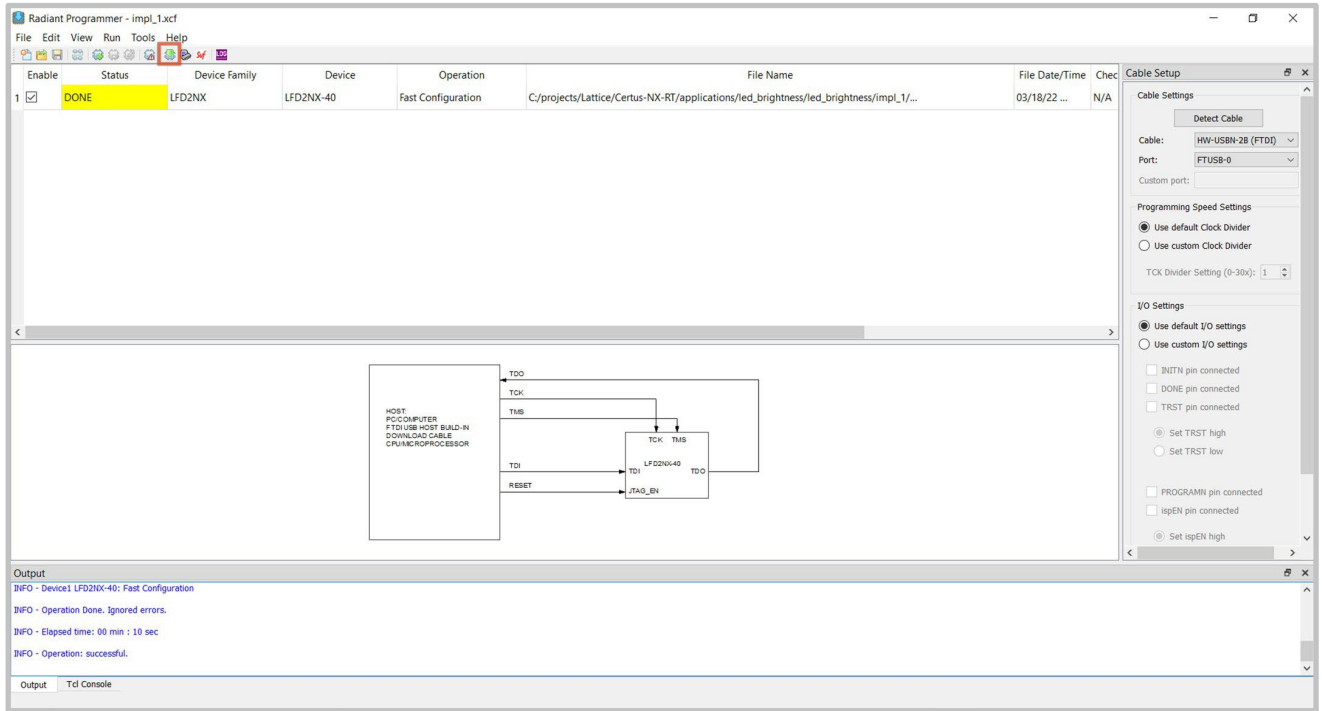 Radiant Programmer - impl_1.xcf
File Edit View Run Tools Help
LOG
Enable Status Device Family Device Operation File Name File Date/Time Chec
1 DONE LFD2NX LFD2NX-40 Fast Configuration C:/projects/Lattice/Certus-NX-RT/applications/led_brightness/led_brightness/impl_1/... 03/18/22 ... N/A
Cable Setup
Cable Settings
Detect Cable
Cable: HW-USBN-2B (FTDI)
Port: FTUSB-0
Custom port:
Programming Speed Settings
Use default Clock Divider
Use custom Clock Divider
TCK Divider Setting (0-30x): 1
I/O Settings
Use default I/O settings
Use custom I/O settings
INITN pin connected
DONE pin connected
TRST pin connected
Set TRST high
Set TRST low
PROGRAMN pin connected
ispEN pin connected
Set ispEN high
HOST:
PC/COMPUTER
FTDI USB HOST BUILD-IN
DOWNLOAD CABLE
CPU/MICROPROCESSOR
TDO
TCK
TMS
TDI
RESET
TCK TMS
LFD2NX-40
TDI TDO
JTAG_EN
Output
INFO - Device1 LFD2NX-40: Fast Configuration
INFO - Operation Done. Ignored errors.
INFO - Elapsed time: 00 min : 10 sec
INFO - Operation: successful.
Output Tcl Console